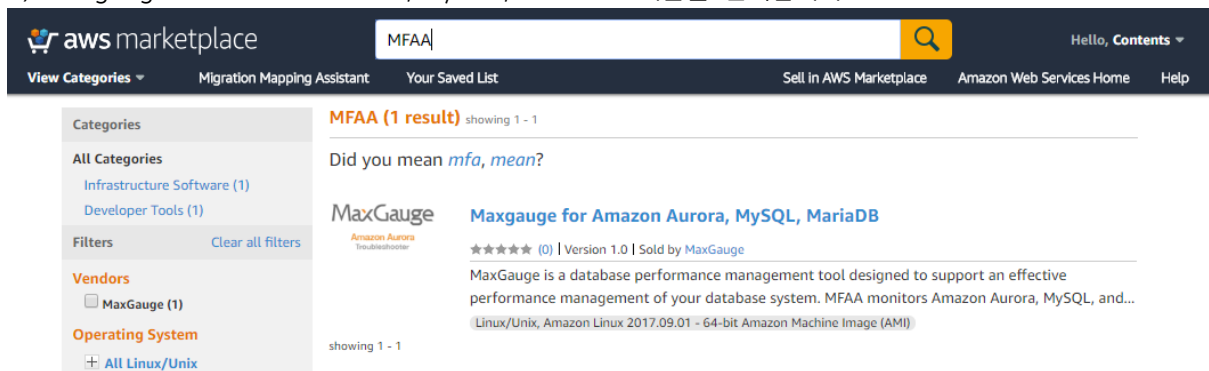 aws marketplace
MFAA
Hello, Contents
View Categories
Migration Mapping Assistant
Your Saved List
Sell in AWS Marketplace
Amazon Web Services Home
Help
Categories
All Categories
Infrastructure Software (1)
Developer Tools (1)
Filters
Clear all filters
Vendors
MaxGauge (1)
Operating System
All Linux/Unix
MFAA (1 result) showing 1 - 1
Did you mean mfa, mean?
MaxGauge
Amazon Aurora
Troubleshooter
Maxgauge for Amazon Aurora, MySQL, MariaDB
(0) | Version 1.0 | Sold by MaxGauge
MaxGauge is a database performance management tool designed to support an effective
performance management of your database system. MFAA monitors Amazon Aurora, MySQL, and...
Linux/Unix, Amazon Linux 2017.09.01 - 64-bit Amazon Machine Image (AMI)
showing 1 - 1